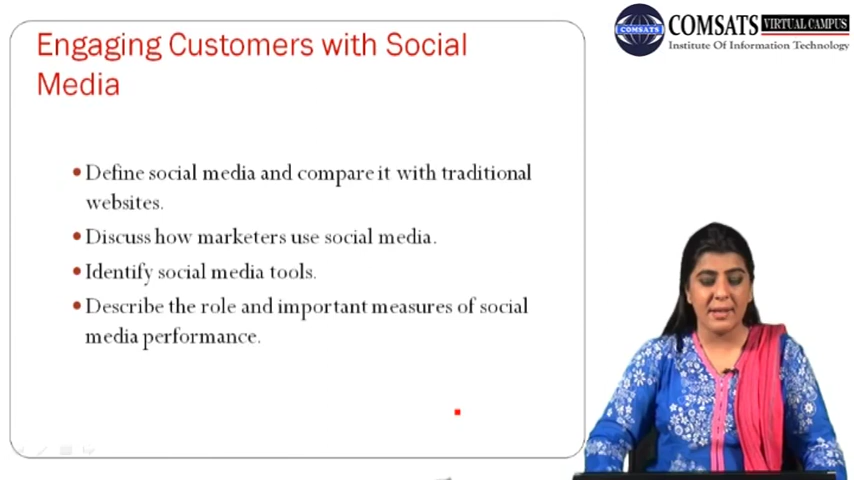 Engaging Customers with Social
Media
COMSATS
COMSATS VIRTUAL CAMPUS
Institute Of Information Technology
• Define social media and compare it with traditional
websites.
• Discuss how marketers use social media.
• Identify social media tools.
• Describe the role and important measures of social
media performance.